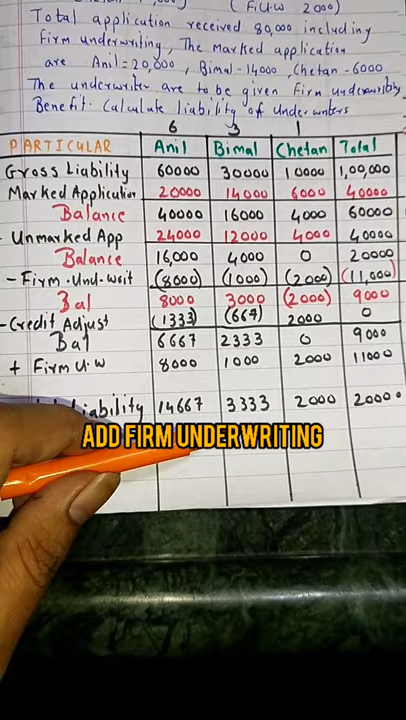 (F.U.W 2000)
Total application received 80,000 including
Firm underwriting, The Marked application
are Anil=20,000, Bimal-14000, Chetan-6000
The underwriter are to be given Firm underwriting
Benefit. Calculate liability of underwriters
6 3 1
PARTICULAR Anil Bimal Chetan Total
Gross Liability 60000 30000 10000 1,00,000
Marked Application 20000 14000 6000 40000
Balance 40000 16000 4000 60000
- Unmarked App 24000 12000 4000 40000
Balance 16,000 4000 0 20000
- Firm . Und - writ (8000) (1000) (2000) (11,000)
Bal 8000 3000 (2000) 9000
- Credit Adjust (1333) (667) 2000 0
Bal 6667 2333 0 9000
+ Firm U.W 8000 1000 2000 11000
Liability 14667 3333 2000 20000
ADD FIRM UNDERWRITING